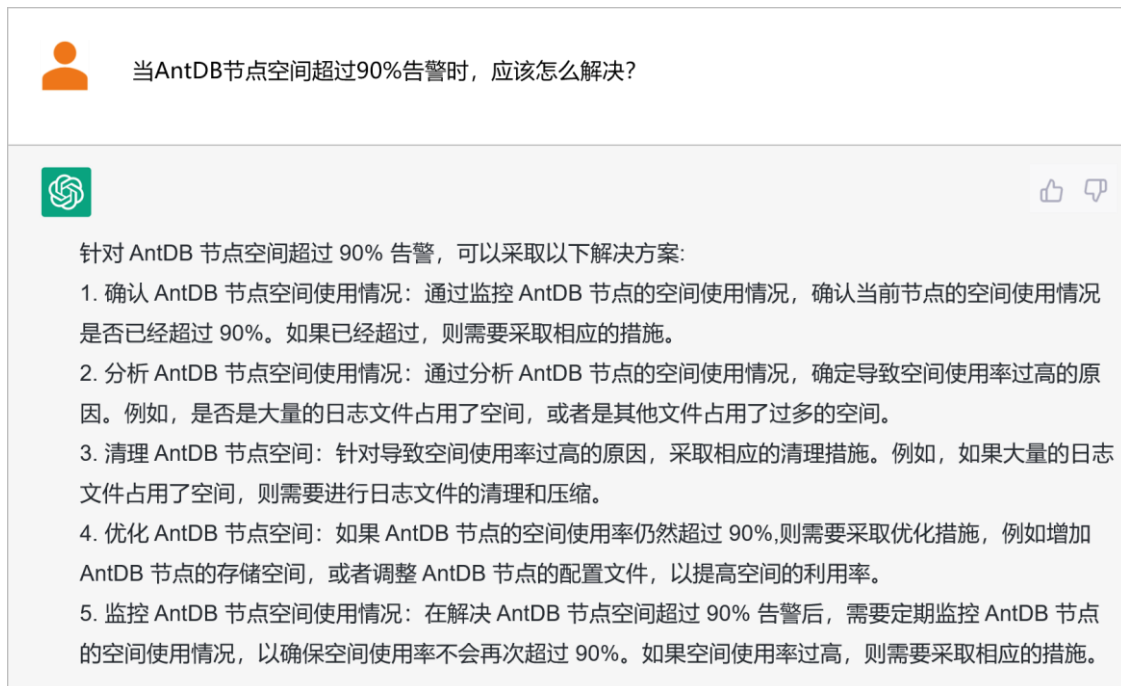 当AntDB节点空间超过90%告警时，应该怎么解决？
针对 AntDB 节点空间超过 90% 告警，可以采取以下解决方案:
1. 确认 AntDB 节点空间使用情况：通过监控 AntDB 节点的空间使用情况，确认当前节点的空间使用情况
是否已经超过 90%。如果已经超过，则需要采取相应的措施。
2. 分析 AntDB 节点空间使用情况：通过分析 AntDB 节点的空间使用情况，确定导致空间使用率过高的原
因。例如，是否是大量的日志文件占用了空间，或者是其他文件占用了过多的空间。
3. 清理 AntDB 节点空间：针对导致空间使用率过高的原因，采取相应的清理措施。例如，如果大量的日志
文件占用了空间，则需要进行日志文件的清理和压缩。
4. 优化 AntDB 节点空间：如果 AntDB 节点的空间使用率仍然超过 90%,则需要采取优化措施，例如增加
AntDB 节点的存储空间，或者调整 AntDB 节点的配置文件，以提高空间的利用率。
5. 监控 AntDB 节点空间使用情况：在解决 AntDB 节点空间超过 90% 告警后，需要定期监控 AntDB 节点
的空间使用情况，以确保空间使用率不会再次超过 90%。如果空间使用率过高，则需要采取相应的措施。